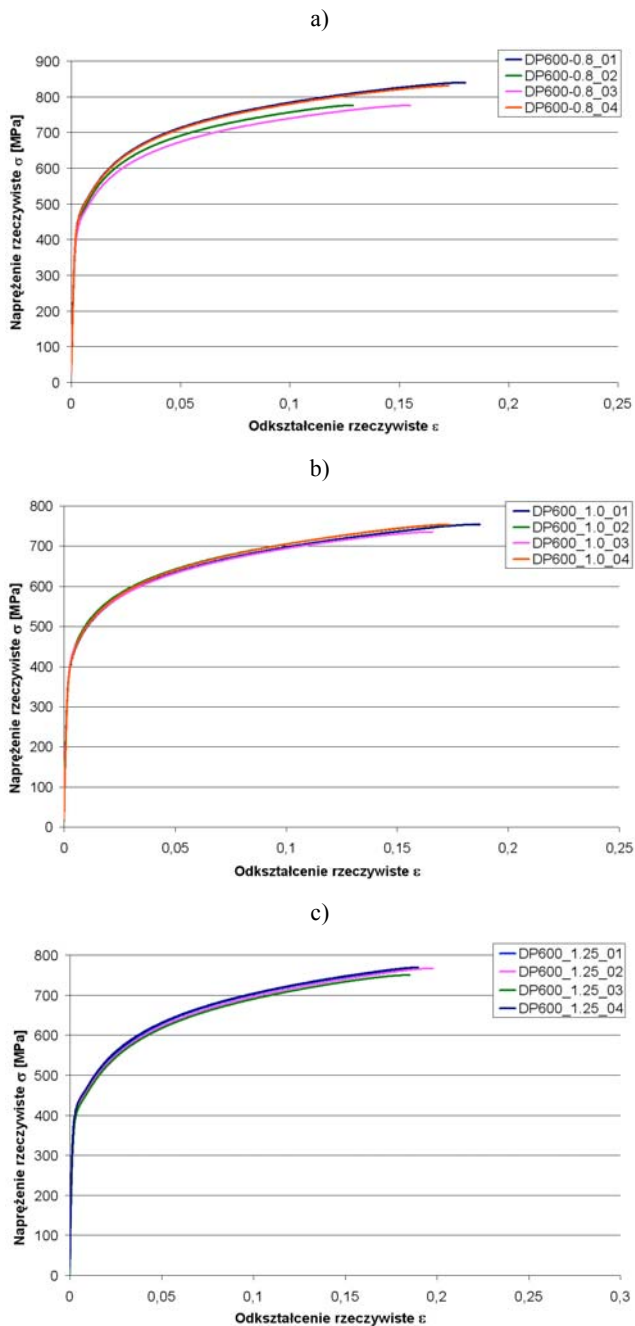 a)
900
800
700
600
500
400
300
200
100
0
Naprężenie rzeczywiste σ [MPa]
DP600-0.8_01
DP600-0.8_02
DP600-0.8_03
DP600-0.8_04
0 0,05 0,1 0,15 0,2 0,25
Odkształcenie rzeczywiste ε
b)
800
700
600
500
400
300
200
100
0
Naprężenie rzeczywiste σ [MPa]
DP600_1.0_01
DP600_1.0_02
DP600_1.0_03
DP600_1.0_04
0 0,05 0,1 0,15 0,2 0,25
Odkształcenie rzeczywiste ε
c)
800
700
600
500
400
300
200
100
0
Naprężenie rzeczywiste σ [MPa]
DP600_1.25_01
DP600_1.25_02
DP600_1.25_03
DP600_1.25_04
0 0,05 0,1 0,15 0,2 0,25 0,3
Odkształcenie rzeczywiste ε